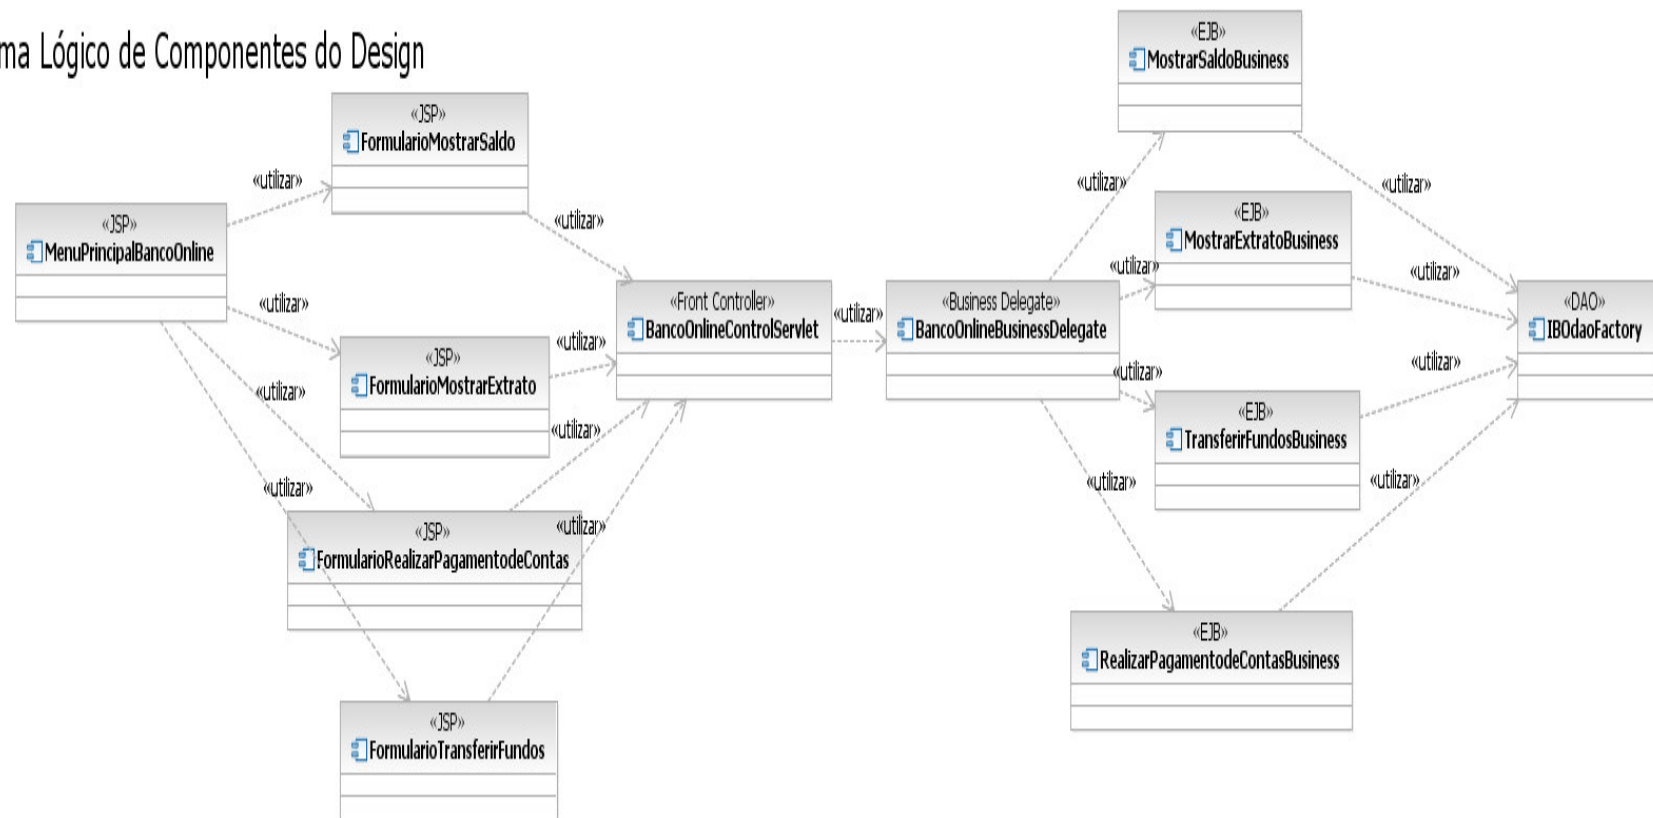 ma Lógico de Componentes do Design
«EJB»
MostrarSaldoBusiness
«JSP»
FormularioMostrarSaldo
«utilizar»
«utilizar»
«utilizar»
«JSP»
MenuPrincipalBancoOnline
«utilizar»
«EJB»
MostrarExtratoBusiness
«utilizar»
«utilizar»
«utilizar»
«Front Controller»
BancoOnlineControlServlet
«utilizar»
«Business Delegate»
BancoOnlineBusinessDelegate
«DAO»
IBOdaoFactory
«JSP»
FormularioMostrarExtrato
«utilizar»
«utilizar»
«utilizar»
«utilizar»
«utilizar»
«EJB»
TransferirFundosBusiness
«utilizar»
«utilizar»
«utilizar»
«JSP»
FormularioRealizarPagamentodeContas
«utilizar»
«EJB»
RealizarPagamentodeContasBusiness
«JSP»
FormularioTransferirFundos